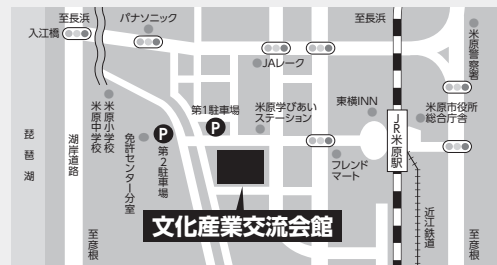 至長浜
パナソニック
至長浜
入江橋
JAレーク
米原警察署
第1駐車場
米原学びあい
ステーション
東横INN
米原市役所
総合庁舎
P
P
米原小学校
米原中学校
免許センター分室
第2駐車場
JR米原駅
フレンド
マート
琵琶湖
湖岸道路
文化産業交流会館
近江鉄道
至彦根
至彦根